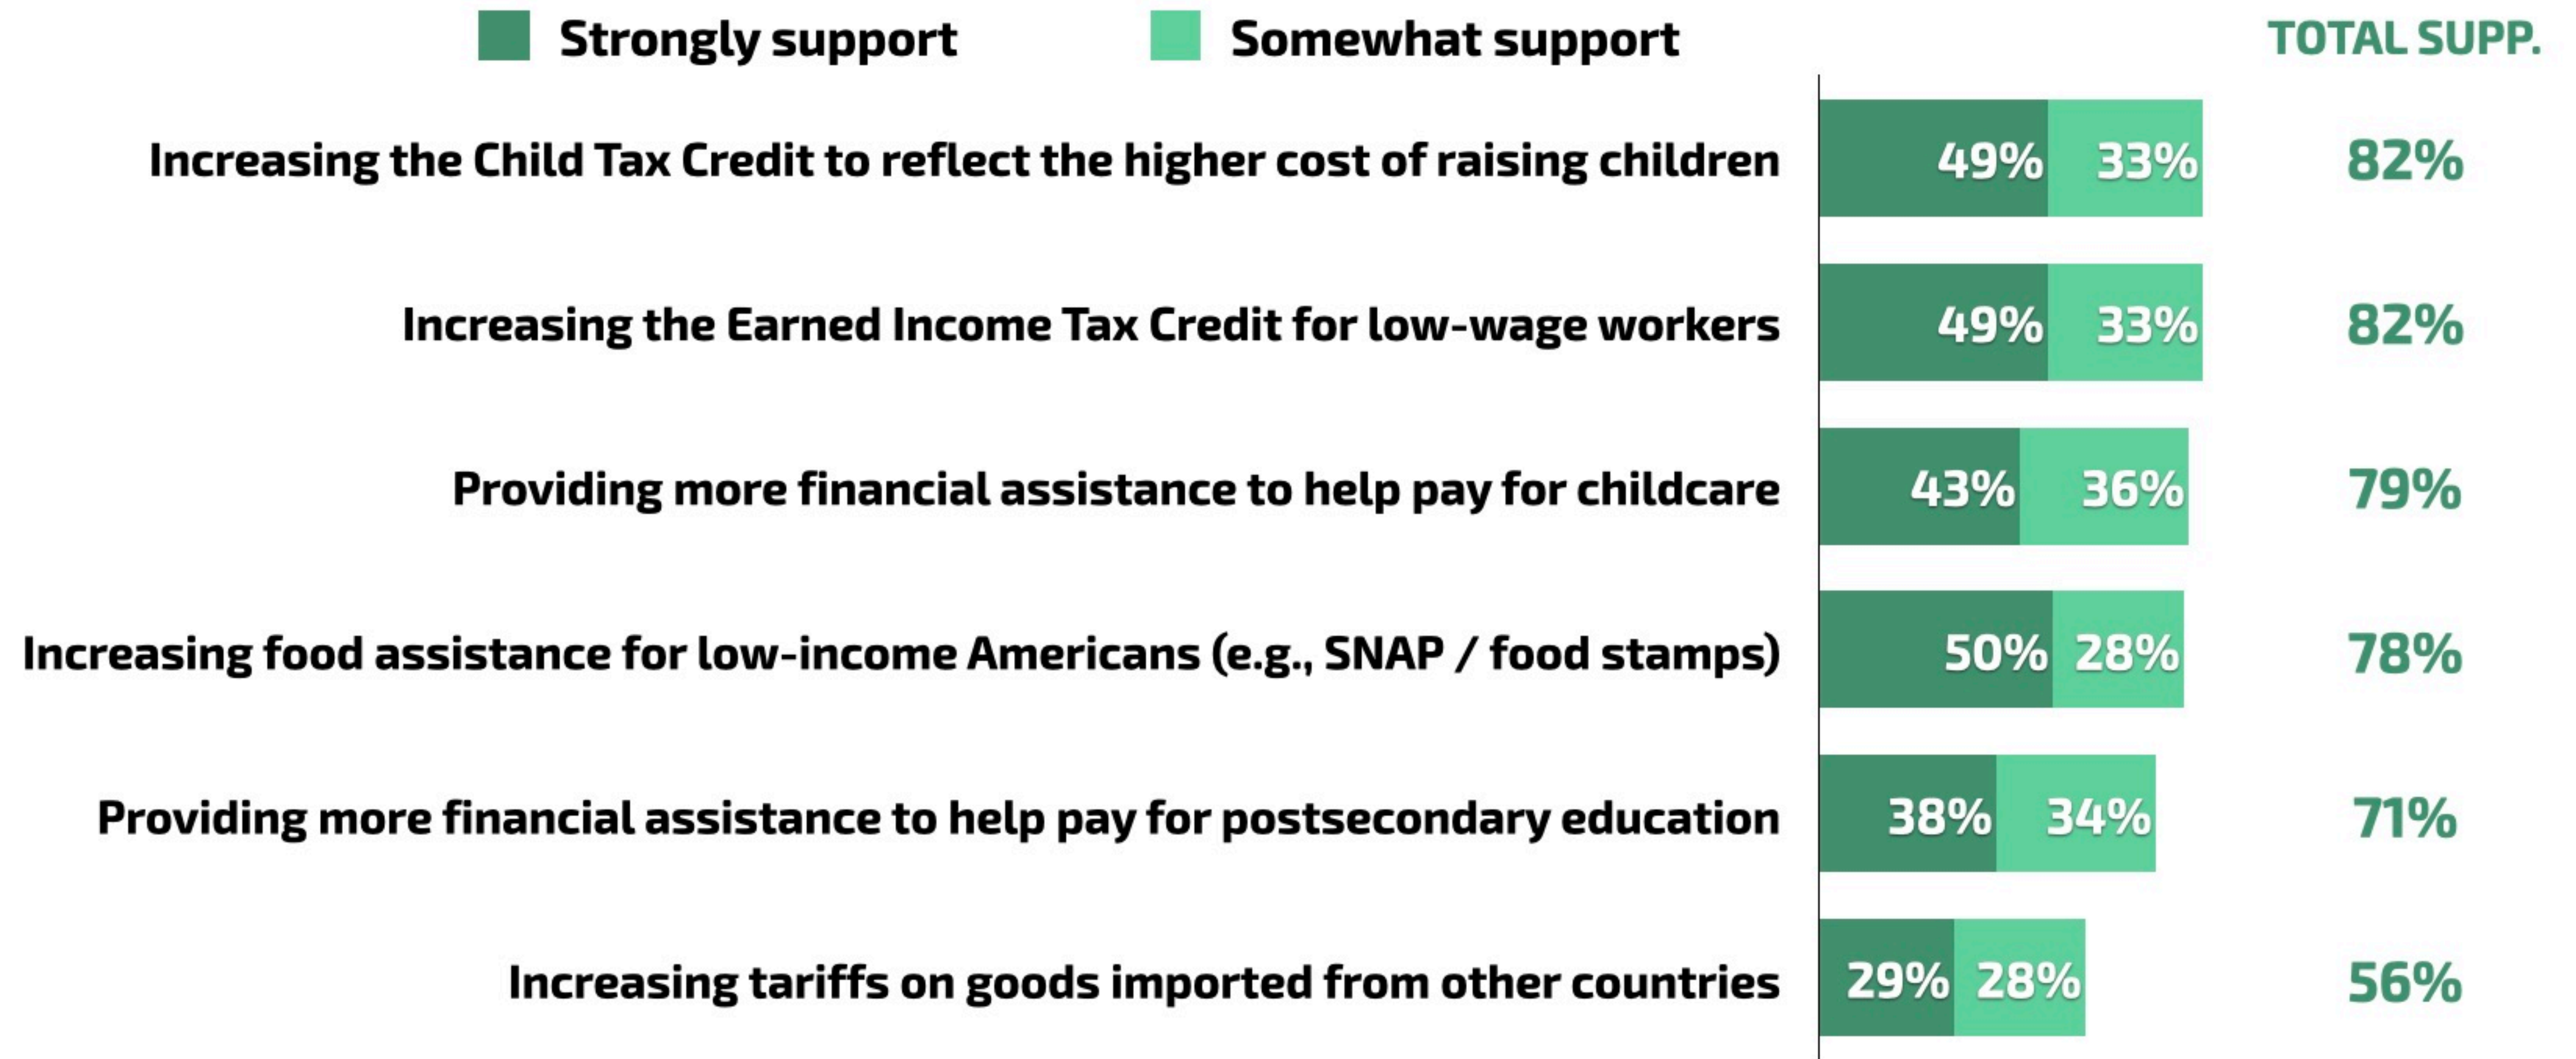 Strongly support Somewhat support TOTAL SUPP.
Increasing the Child Tax Credit to reflect the higher cost of raising children 49% 33% 82%
Increasing the Earned Income Tax Credit for low-wage workers 49% 33% 82%
Providing more financial assistance to help pay for childcare 43% 36% 79%
Increasing food assistance for low-income Americans (e.g., SNAP / food stamps) 50% 28% 78%
Providing more financial assistance to help pay for postsecondary education 38% 34% 71%
Increasing tariffs on goods imported from other countries 29% 28% 56%